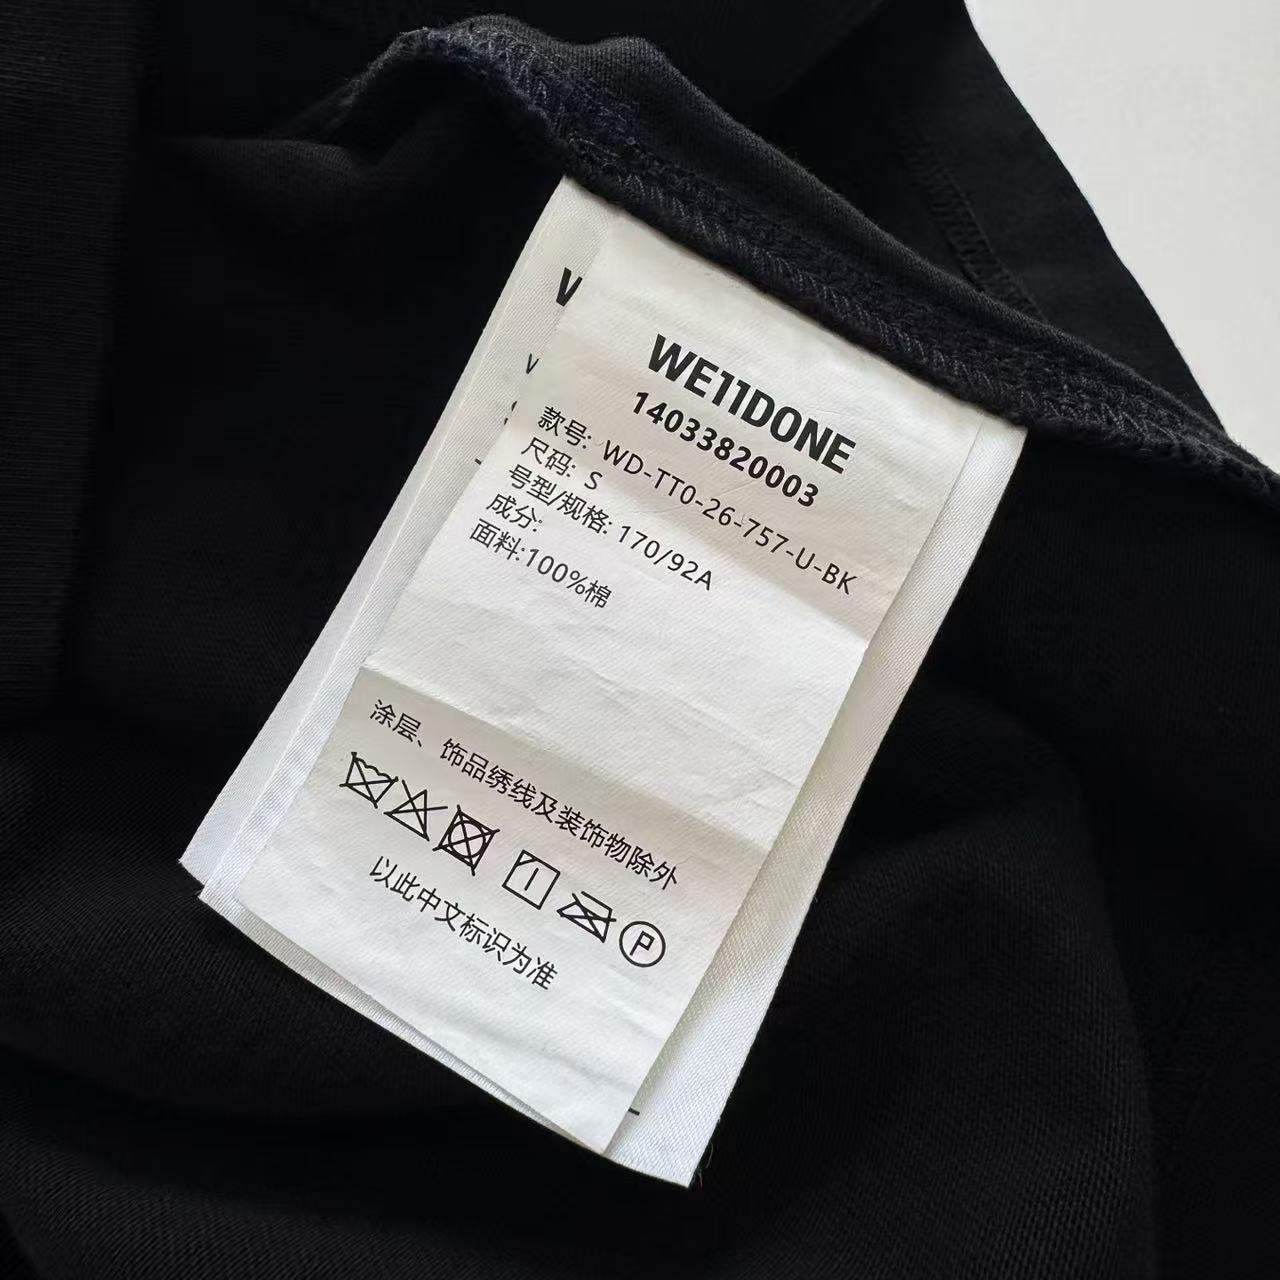 WE11DONE
14033820003
款号: WD-TT0-26-757-U-BK
尺码: S
号型/规格: 170/92A
成分:
面料:100%棉
涂层、饰品绣线及装饰物除外
P
以此中文标识为准